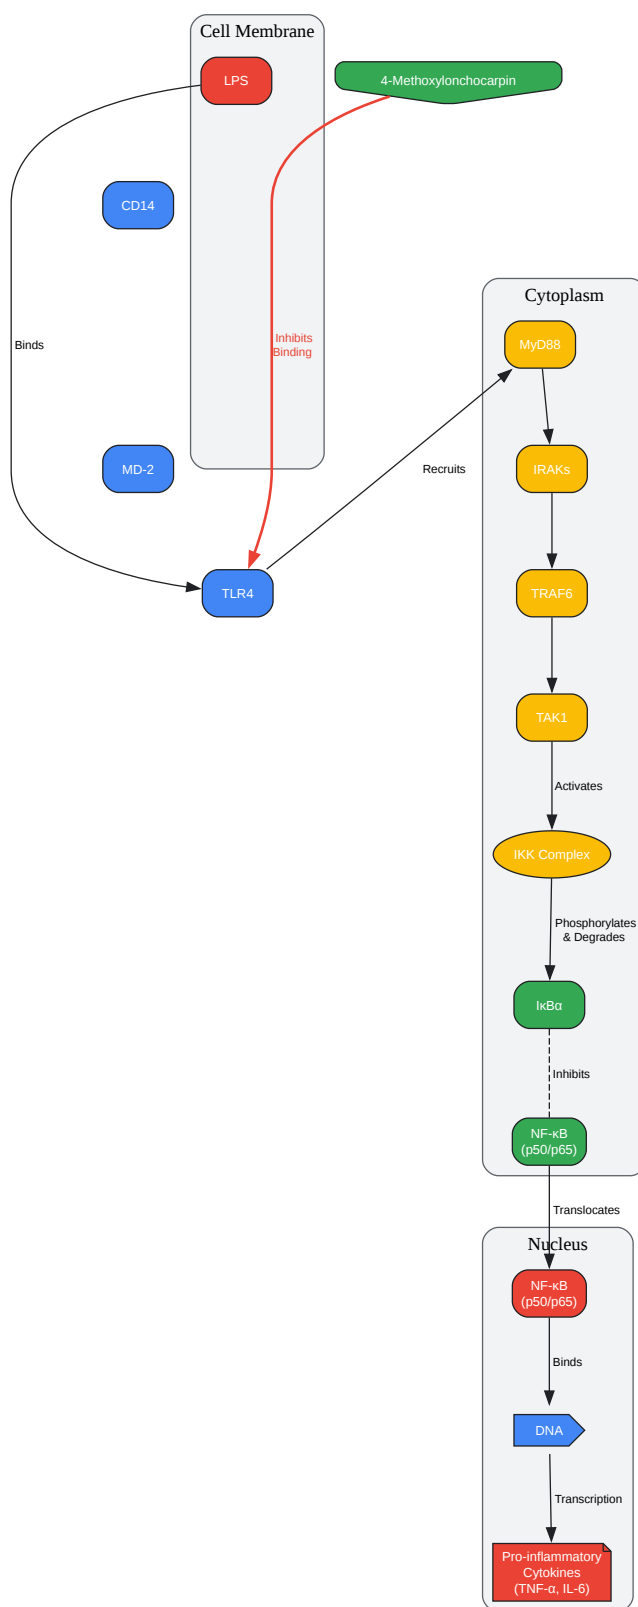 Cell Membrane
LPS
4-Methoxylonchocarpin
CD14
Cytoplasm
Binds
Inhibits
Binding
MyD88
MD-2
Recruits
IRAKs
TLR4
TRAF6
TAK1
Activates
IKK Complex
Phosphorylates
& Degrades
IκBα
Inhibits
NF-κB
(p50/p65)
Translocates
Nucleus
NF-κB
(p50/p65)
Binds
DNA
Transcription
Pro-inflammatory
Cytokines
(TNF-α, IL-6)